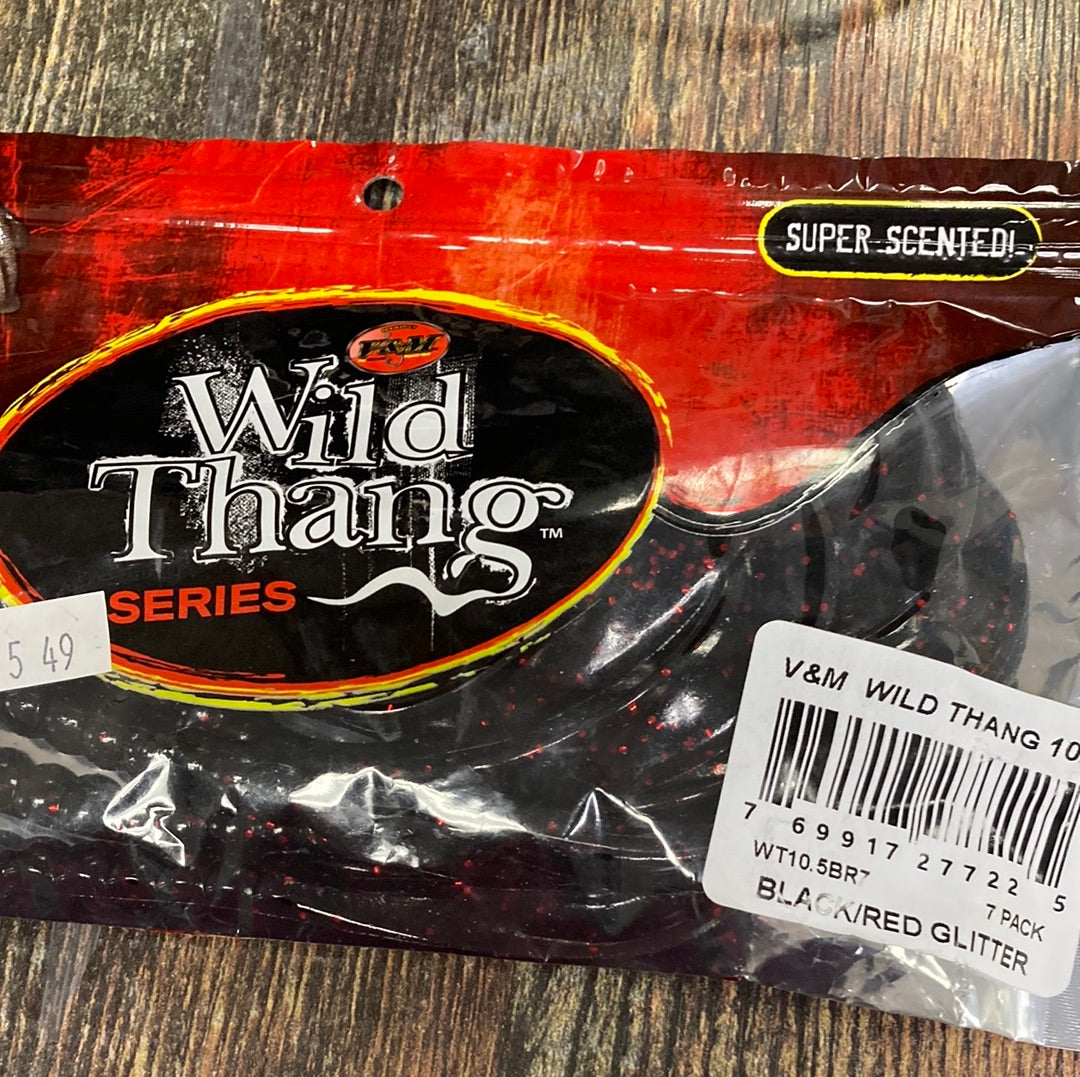 SUPER SCENTED!
V&M
Wild
Thang™
SERIES
5 49
V&M WILD THANG 10
7 69917 27722 5
WT10.5BR7
7 PACK
BLACK/RED GLITTER